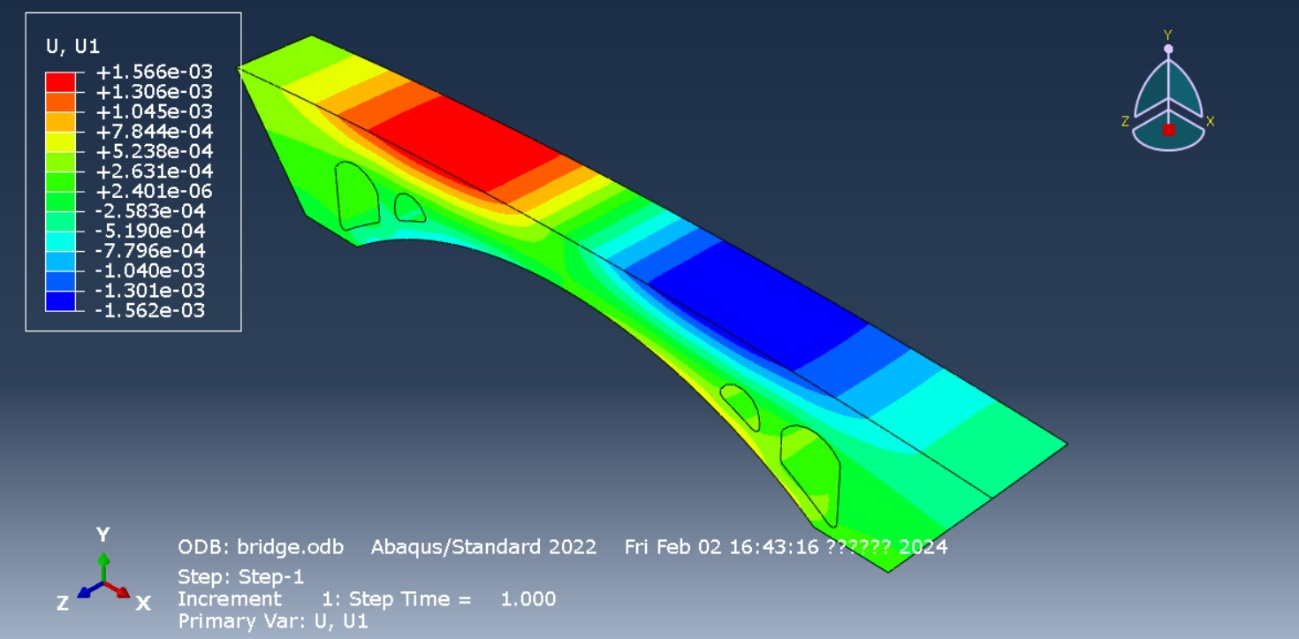 U, U1
+1.566e-03
+1.306e-03
+1.045e-03
+7.844e-04
+5.238e-04
+2.631e-04
+2.401e-06
-2.583e-04
-5.190e-04
-7.796e-04
-1.040e-03
-1.301e-03
-1.562e-03
Y
Z X
Y
Z X
ODB: bridge.odb Abaqus/Standard 2022 Fri Feb 02 16:43:16 ?????? 2024
Step: Step-1
Increment 1: Step Time = 1.000
Primary Var: U, U1